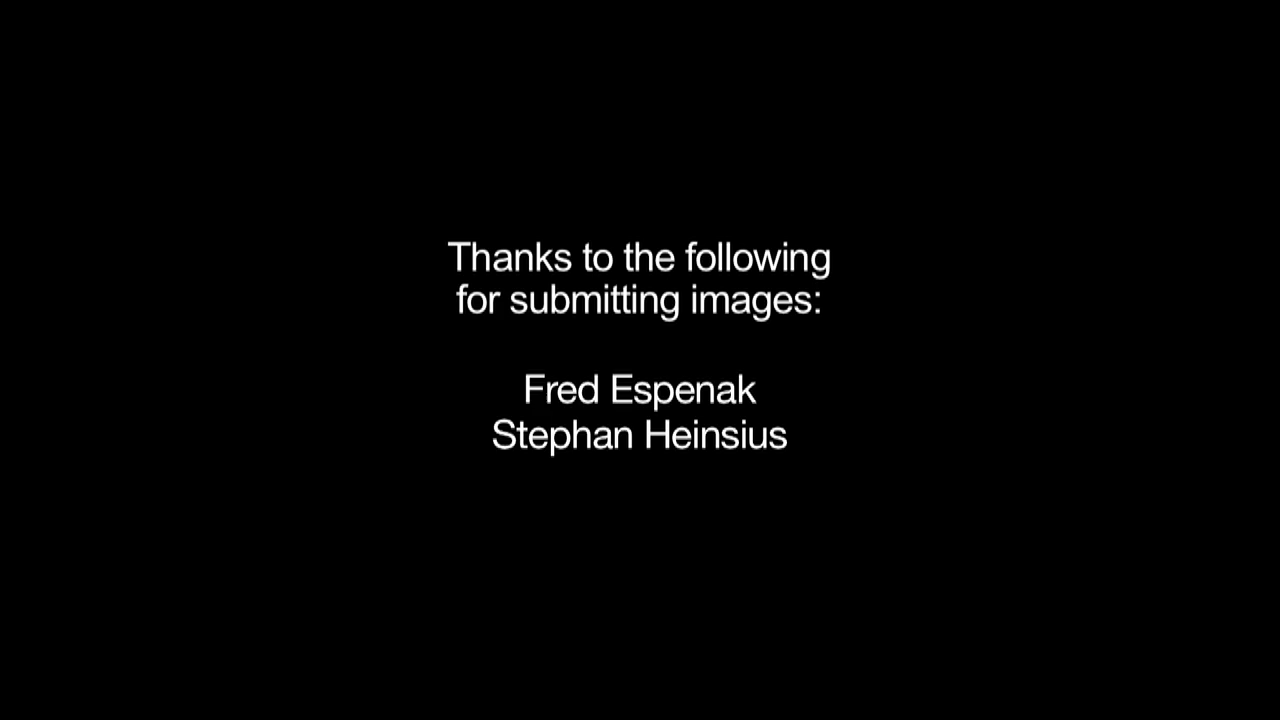 Thanks to the following
for submitting images:
Fred Espenak
Stephan Heinsius